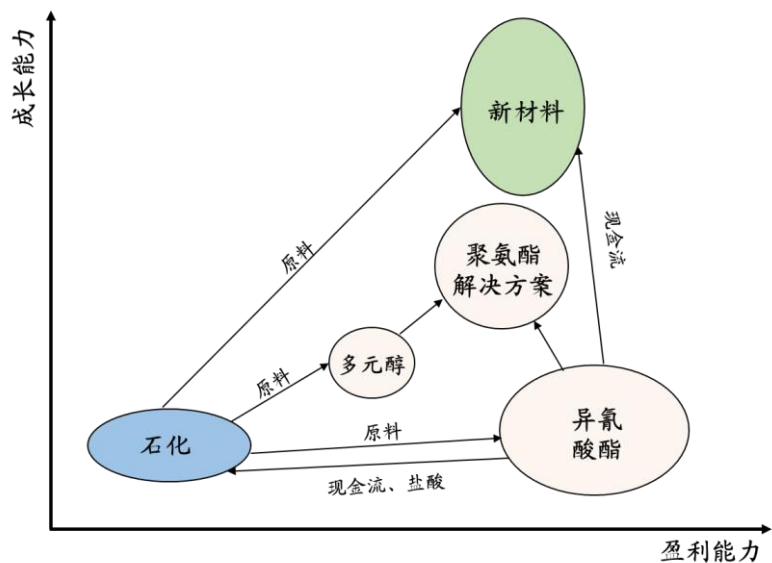 成长能力
新材料
原料
现金流
聚氨酯
解决方案
多元醇
原料
石化
原料
异氰
酸酯
现金流、盐酸
盈利能力